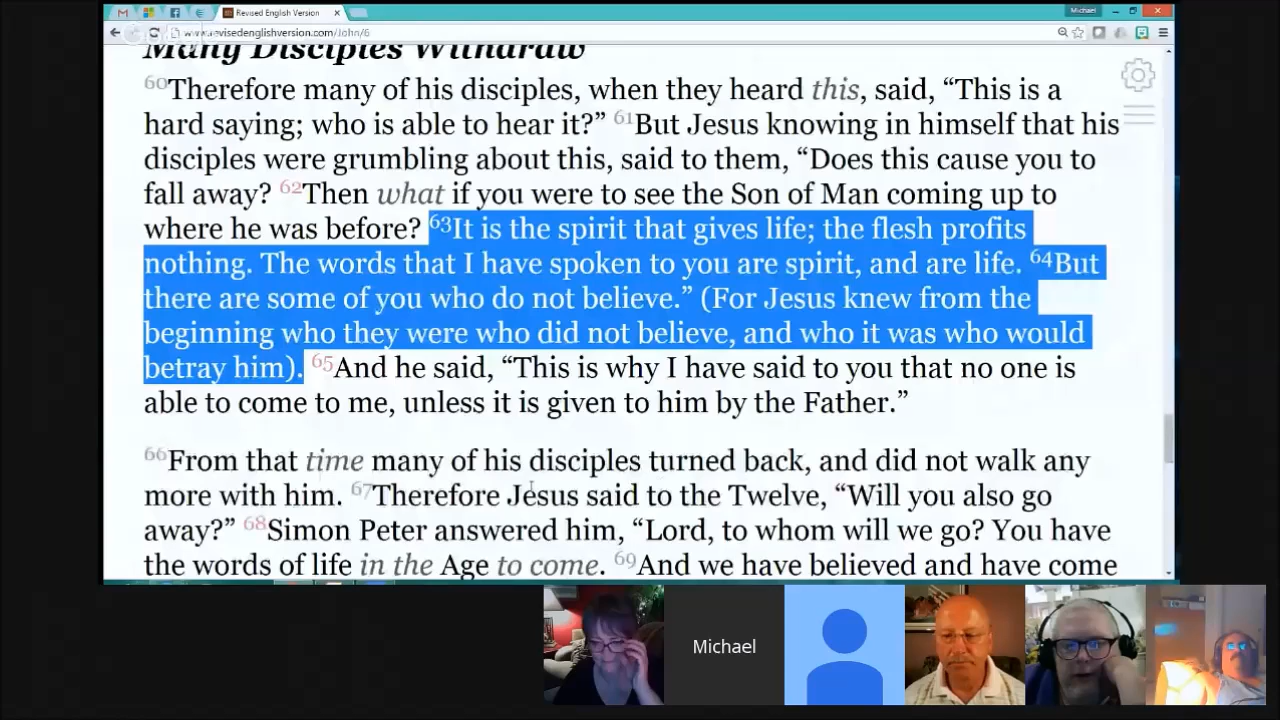 Revised English Version
Michael
www.revisedenglishversion.com/John/6
Many Disciples Withdraw
60Therefore many of his disciples, when they heard this, said, “This is a
hard saying; who is able to hear it?” 61But Jesus knowing in himself that his
disciples were grumbling about this, said to them, “Does this cause you to
fall away? 62Then what if you were to see the Son of Man coming up to
where he was before? 63It is the spirit that gives life; the flesh profits
nothing. The words that I have spoken to you are spirit, and are life. 64But
there are some of you who do not believe.” (For Jesus knew from the
beginning who they were who did not believe, and who it was who would
betray him). 65And he said, “This is why I have said to you that no one is
able to come to me, unless it is given to him by the Father.”
66From that time many of his disciples turned back, and did not walk any
more with him. 67Therefore Jesus said to the Twelve, “Will you also go
away?” 68Simon Peter answered him, “Lord, to whom will we go? You have
the words of life in the Age to come. 69And we have believed and have come
Michael